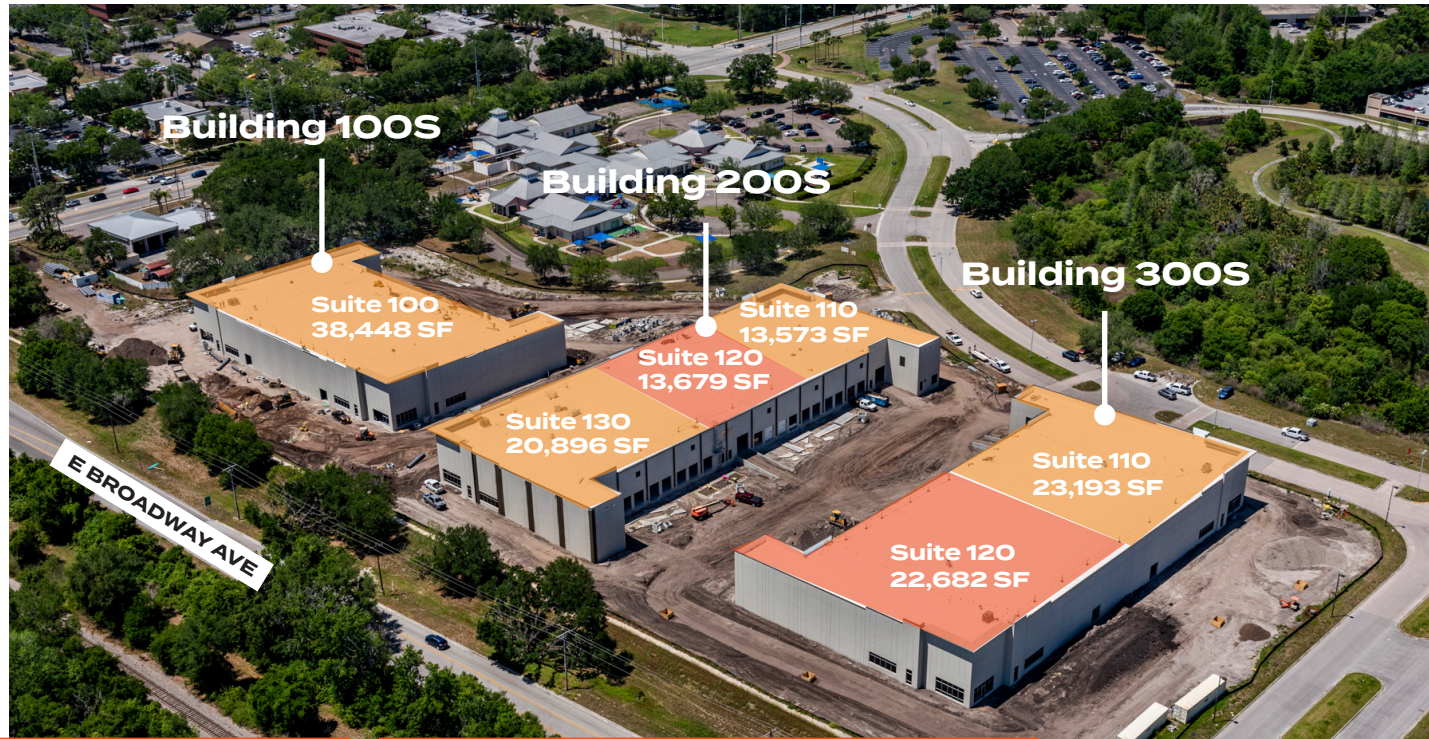 Building 100S
Suite 100
38,448 SF
Building 200S
Suite 110
13,573 SF
Suite 120
13,679 SF
Suite 130
20,896 SF
Building 300S
Suite 110
23,193 SF
Suite 120
22,682 SF
E BROADWAY AVE